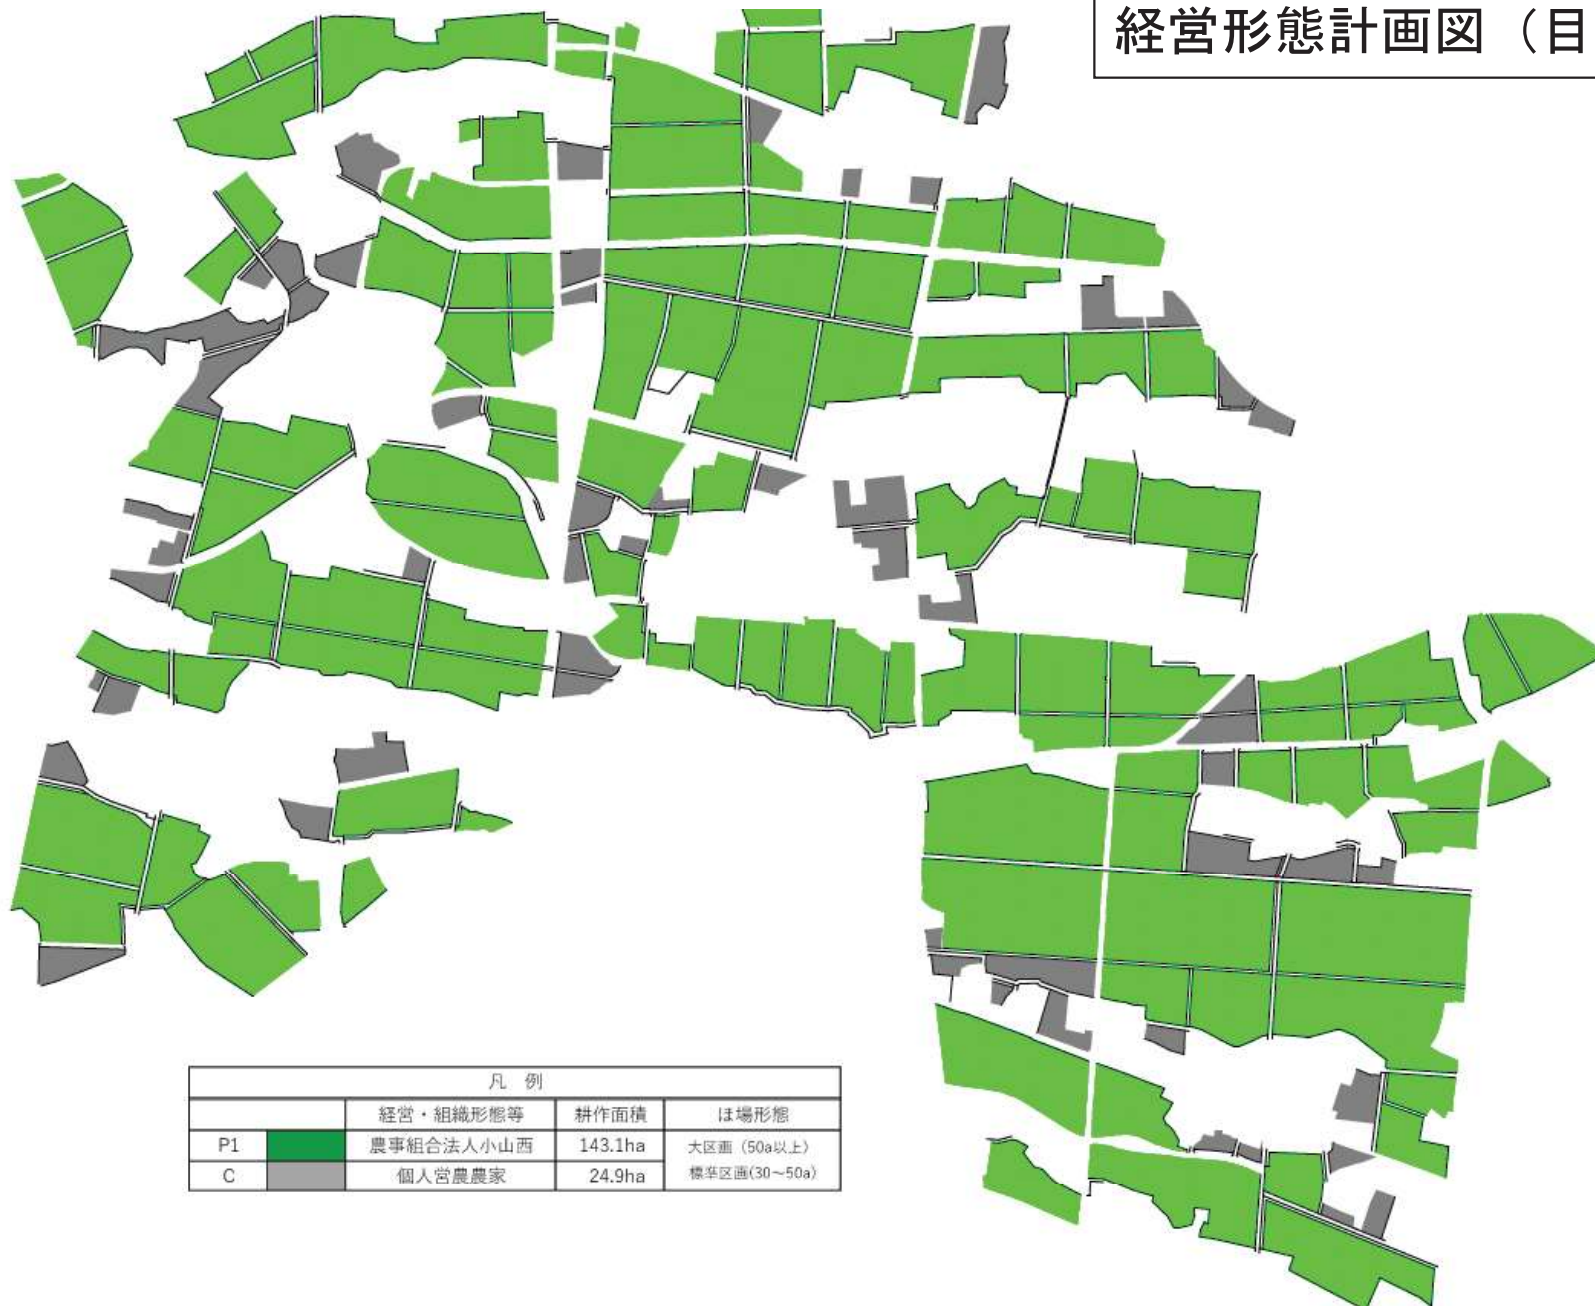 経営形態計画図（目
凡 例
経営・組織形態等 耕作面積 ほ場形態
P1 農事組合法人小山西 143.1ha 大区画（50a以上）
C 個人営農農家 24.9ha 標準区画(30～50a)